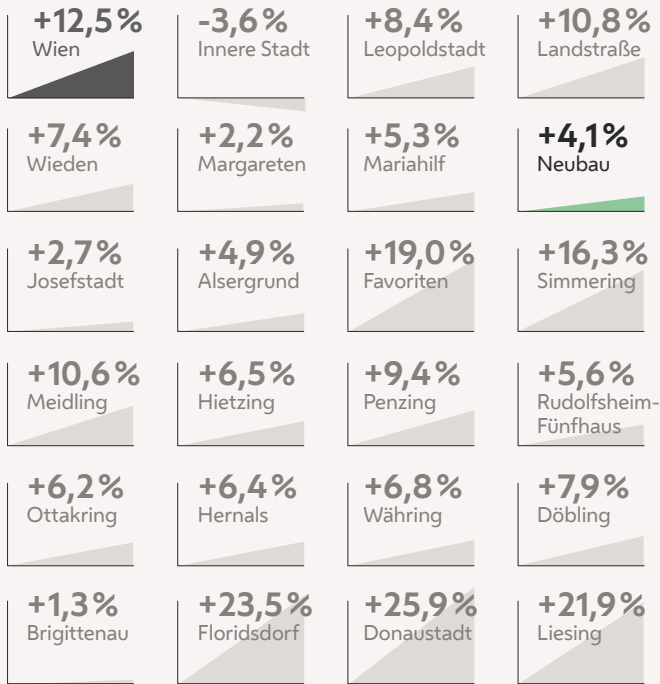 +12,5 %
Wien
-3,6 %
Innere Stadt
+8,4 %
Leopoldstadt
+10,8 %
Landstraße
+7,4 %
Wieden
+2,2 %
Margareten
+5,3 %
Mariahilf
+4,1 %
Neubau
+2,7 %
Josefstadt
+4,9 %
Alsergrund
+19,0 %
Favoriten
+16,3 %
Simmering
+10,6 %
Meidling
+6,5 %
Hietzing
+9,4 %
Penzing
+5,6 %
Rudolfsheim-
Fünfhaus
+6,2 %
Ottakring
+6,4 %
Hernals
+6,8 %
Währing
+7,9 %
Döbling
+1,3 %
Brigittenau
+23,5 %
Floridsdorf
+25,9 %
Donaustadt
+21,9 %
Liesing